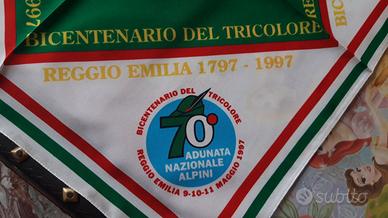 BICENTENARIO DEL TRICOLORE
REGGIO EMILIA 1797 - 1997
BICENTENARIO DEL TRICOLORE
70°
ADUNATA
NAZIONALE
ALPINI
REGGIO EMILIA 9-10-11 MAGGIO 1997
subito